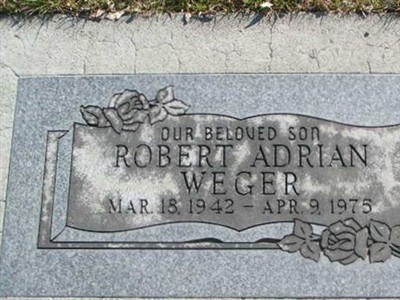 OUR BELOVED SON
ROBERT ADRIAN
WEGER
MAR. 18, 1942 - APR. 9, 1975